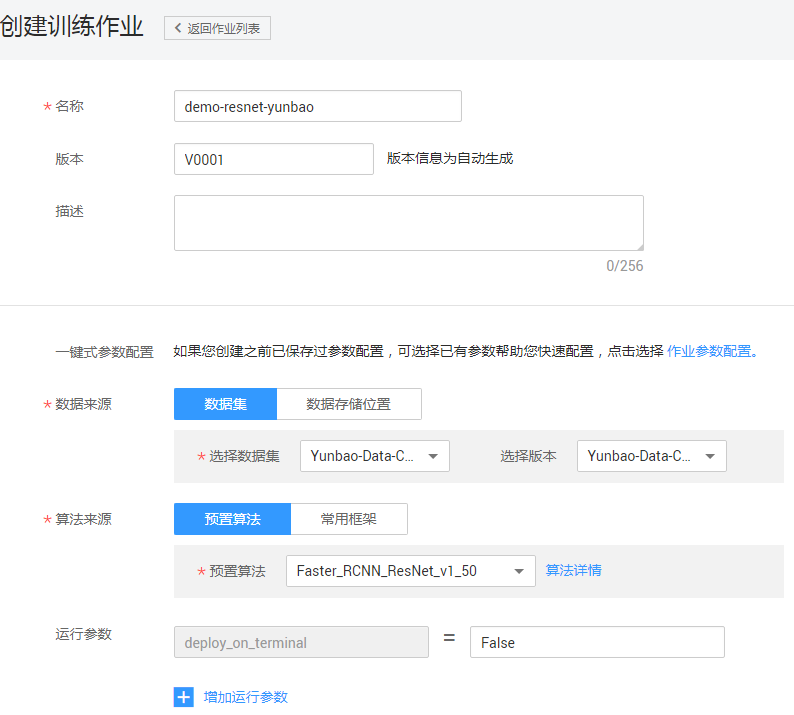 创建训练作业 返回作业列表
* 名称 demo-resnet-yunbao
版本 V0001 版本信息为自动生成
描述
0/256
一键式参数配置 如果您创建之前已保存过参数配置，可选择已有参数帮助您快速配置，点击选择 作业参数配置。
* 数据来源 数据集 数据存储位置
* 选择数据集 Yunbao-Data-C... 选择版本 Yunbao-Data-C...
* 算法来源 预置算法 常用框架
* 预置算法 Faster_RCNN_ResNet_v1_50 算法详情
运行参数 deploy_on_terminal = False
增加运行参数